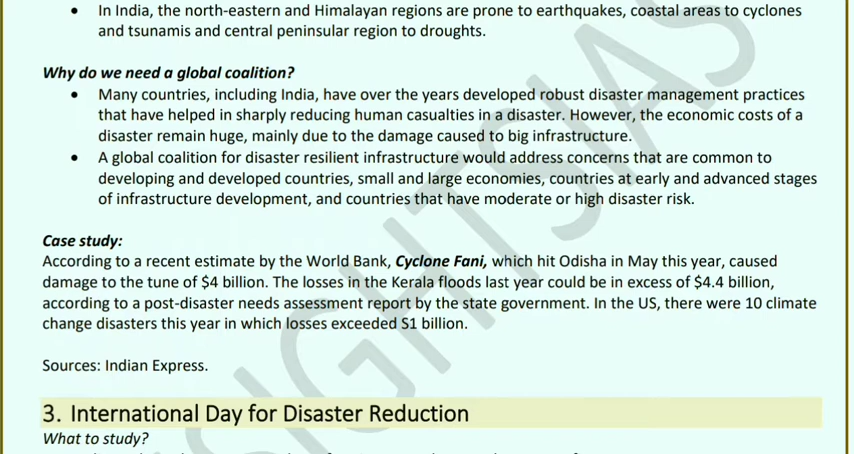 • In India, the north-eastern and Himalayan regions are prone to earthquakes, coastal areas to cyclones
and tsunamis and central peninsular region to droughts.
Why do we need a global coalition?
• Many countries, including India, have over the years developed robust disaster management practices
that have helped in sharply reducing human casualties in a disaster. However, the economic costs of a
disaster remain huge, mainly due to the damage caused to big infrastructure.
• A global coalition for disaster resilient infrastructure would address concerns that are common to
developing and developed countries, small and large economies, countries at early and advanced stages
of infrastructure development, and countries that have moderate or high disaster risk.
Case study:
According to a recent estimate by the World Bank, Cyclone Fani, which hit Odisha in May this year, caused
damage to the tune of $4 billion. The losses in the Kerala floods last year could be in excess of $4.4 billion,
according to a post-disaster needs assessment report by the state government. In the US, there were 10 climate
change disasters this year in which losses exceeded $1 billion.
Sources: Indian Express.
3. International Day for Disaster Reduction
What to study?
INSIGHTSIAS